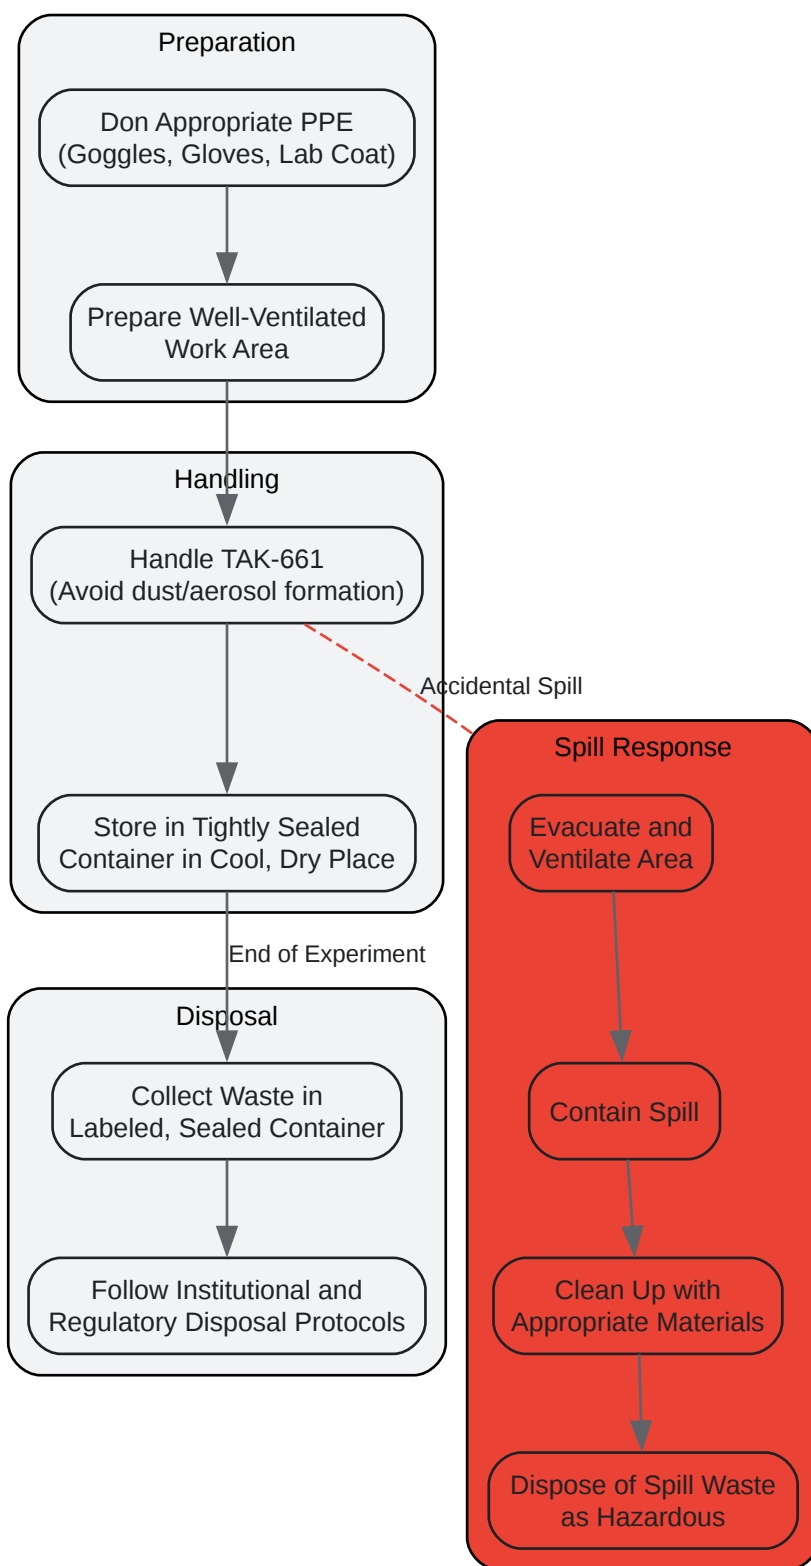 Preparation
Don Appropriate PPE
(Goggles, Gloves, Lab Coat)
Prepare Well-Ventilated
Work Area
Handling
Handle TAK-661
(Avoid dust/aerosol formation)
Accidental Spill
Store in Tightly Sealed
Container in Cool, Dry Place
End of Experiment
Disposal
Collect Waste in
Labeled, Sealed Container
Follow Institutional and
Regulatory Disposal Protocols
Spill Response
Evacuate and
Ventilate Area
Contain Spill
Clean Up with
Appropriate Materials
Dispose of Spill Waste
as Hazardous